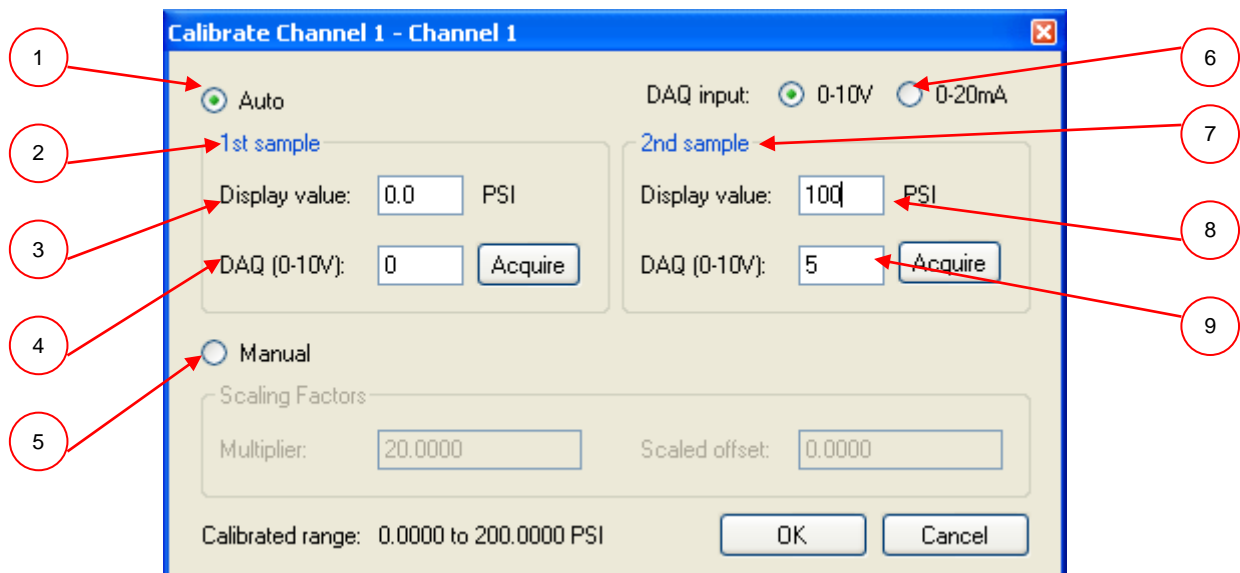 Calibrate Channel 1 - Channel 1
1
6
Auto
DAQ input: 0-10V 0-20mA
2
1st sample
2nd sample
7
Display value: 0.0 PSI
Display value: 100 PSI
3
8
DAQ (0-10V): 0 Acquire
DAQ (0-10V): 5 Acquire
4
9
Manual
5
Scaling Factors
Multiplier: 20.0000
Scaled offset: 0.0000
Calibrated range: 0.0000 to 200.0000 PSI
OK
Cancel